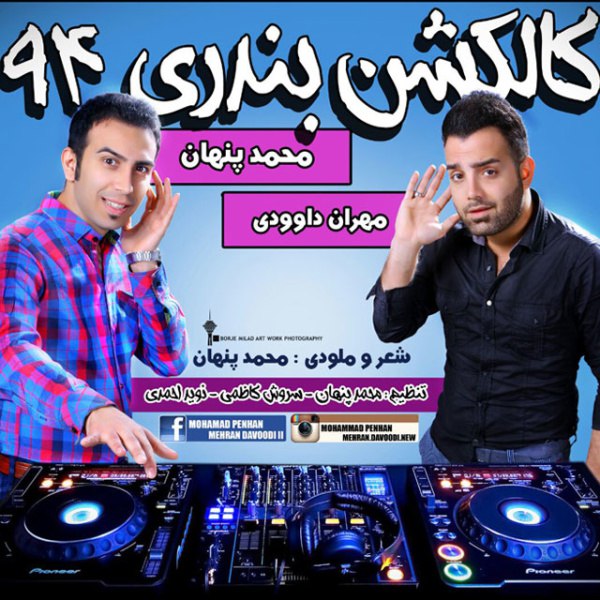 کالکشن بندری ۹۴
محمد پنهان
مهران داوودی
BORJE MILAD ART WORK PHOTOGRAPHY
شعر و ملودی : محمد پنهان
تنظیم : محمد پنهان - سروش کاظمی - نوید احمدی
MOHAMAD PENHAN
MEHRAN DAVOODI II
MOHAMMAD PENHAN
MEHRAN.DAVOODI.NEW
Pioneer
Pioneer